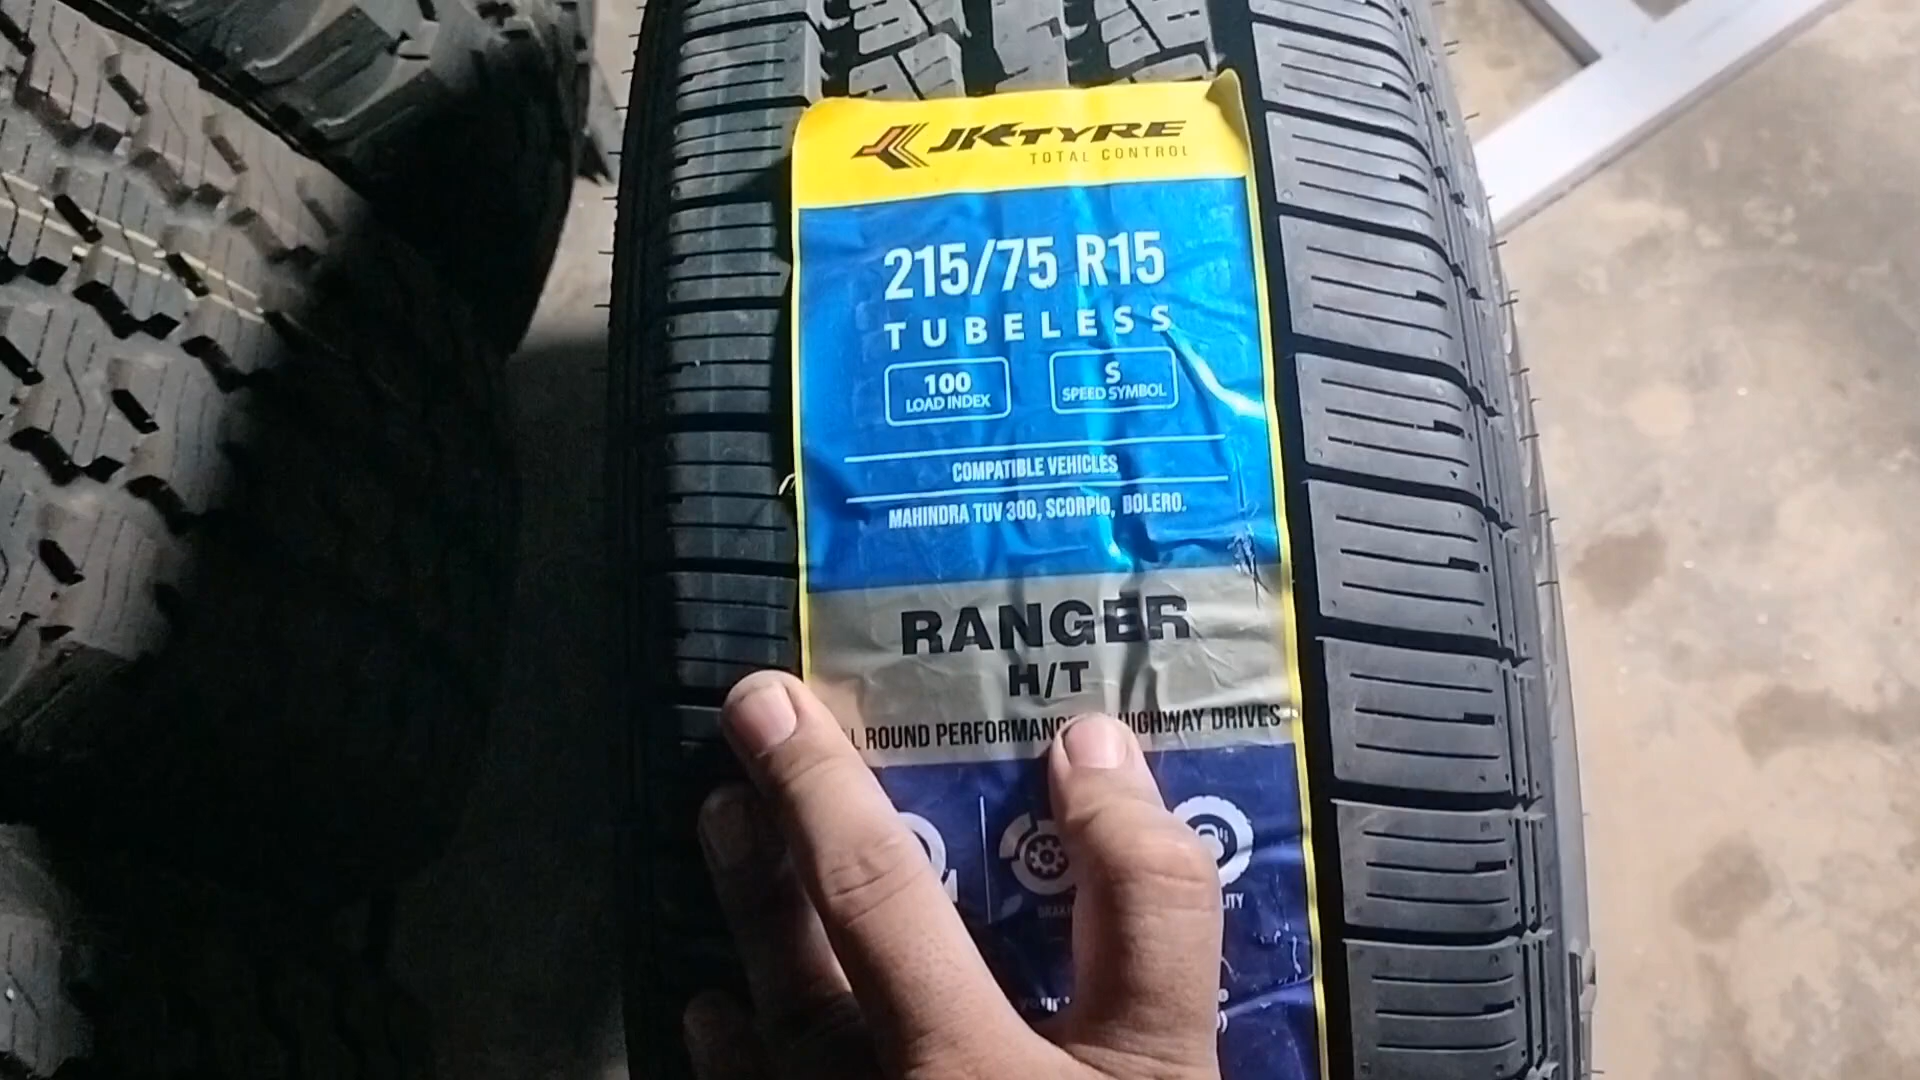 JKTYRE
TOTAL CONTROL
215/75 R15
TUBELESS
100
LOAD INDEX
S
SPEED SYMBOL
COMPATIBLE VEHICLES
MAHINDRA TUV 300, SCORPIO, BOLERO.
RANGER
H/T
ROUND PERFORMANCE HIGHWAY DRIVES